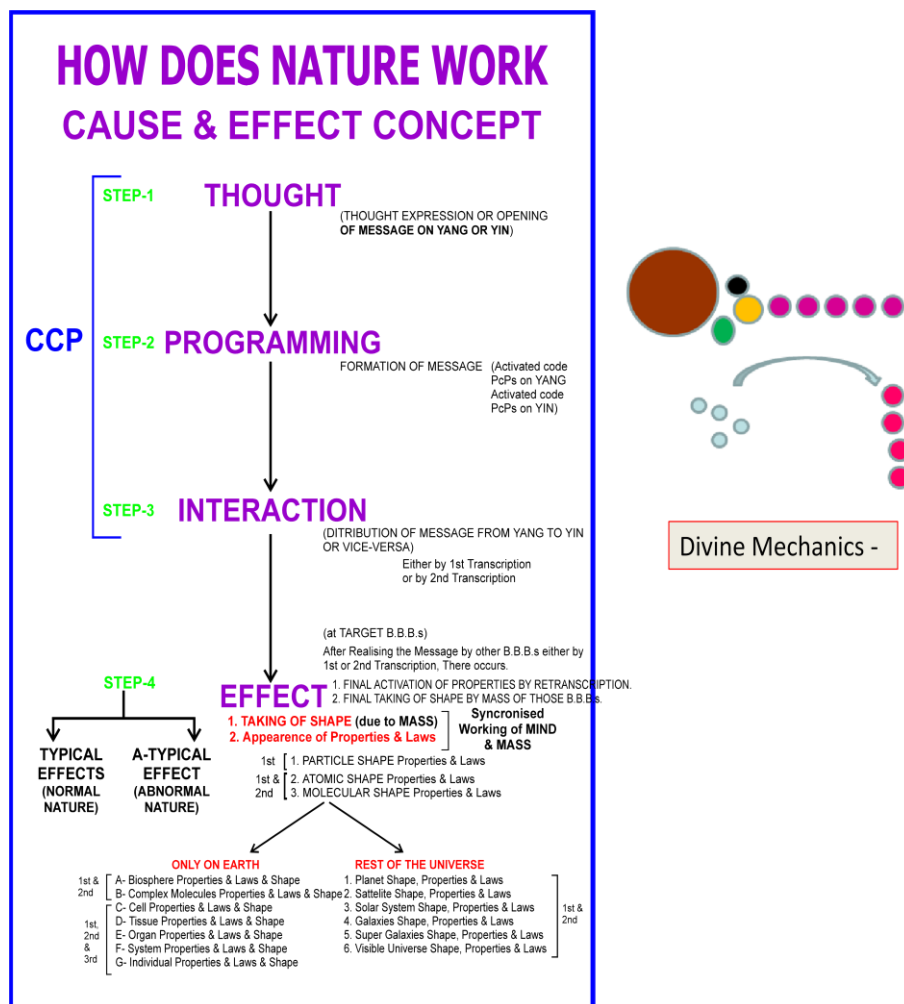 HOW DOES NATURE WORK
CAUSE & EFFECT CONCEPT
CCP
STEP-1
THOUGHT
(THOUGHT EXPRESSION OR OPENING
OF MESSAGE ON YANG OR YIN)
STEP-2
PROGRAMMING
FORMATION OF MESSAGE (Activated code
PcPs on YANG
Activated code
PcPs on YIN)
STEP-3
INTERACTION
(DITRIBUTION OF MESSAGE FROM YANG TO YIN
OR VICE-VERSA)
Either by 1st Transcription
or by 2nd Transcription
(at TARGET B.B.B.s)
After Realising the Message by other B.B.B.s either by
1st or 2nd Transcription, There occurs.
STEP-4
EFFECT
1. FINAL ACTIVATION OF PROPERTIES BY RETRANSCRIPTION.
2. FINAL TAKING OF SHAPE BY MASS OF THOSE B.B.B.s.
1. TAKING OF SHAPE (due to MASS)
2. Appearence of Properties & Laws
Syncronised
Working of MIND
& MASS
TYPICAL
EFFECTS
(NORMAL
NATURE)
A-TYPICAL
EFFECT
(ABNORMAL
NATURE)
1st 1. PARTICLE SHAPE Properties & Laws
1st & 2. ATOMIC SHAPE Properties & Laws
2nd 3. MOLECULAR SHAPE Properties & Laws
ONLY ON EARTH
1st &
2nd
A- Biosphere Properties & Laws & Shape
B- Complex Molecules Properties & Laws & Shape
1st,
2nd
&
3rd
C- Cell Properties & Laws & Shape
D- Tissue Properties & Laws & Shape
E- Organ Properties & Laws & Shape
F- System Properties & Laws & Shape
G- Individual Properties & Laws & Shape
REST OF THE UNIVERSE
1. Planet Shape, Properties & Laws
2. Sattelite Shape, Properties & Laws
3. Solar System Shape, Properties & Laws
4. Galaxies Shape, Properties & Laws
5. Super Galaxies Shape, Properties & Laws
6. Visible Universe Shape, Properties & Laws
1st &
2nd
Divine Mechanics -